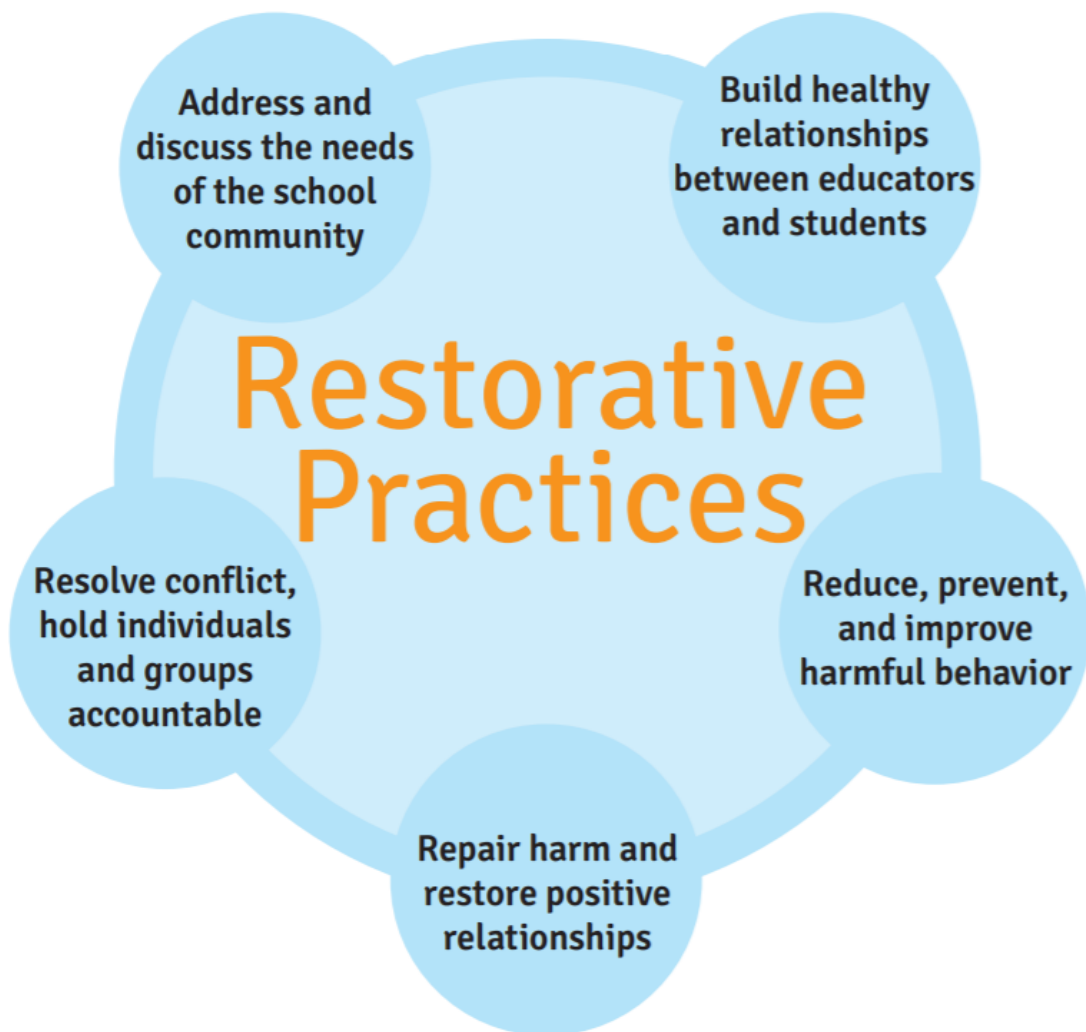 Address and
discuss the needs
of the school
community
Build healthy
relationships
between educators
and students
Restorative
Practices
Resolve conflict,
hold individuals
and groups
accountable
Reduce, prevent,
and improve
harmful behavior
Repair harm and
restore positive
relationships